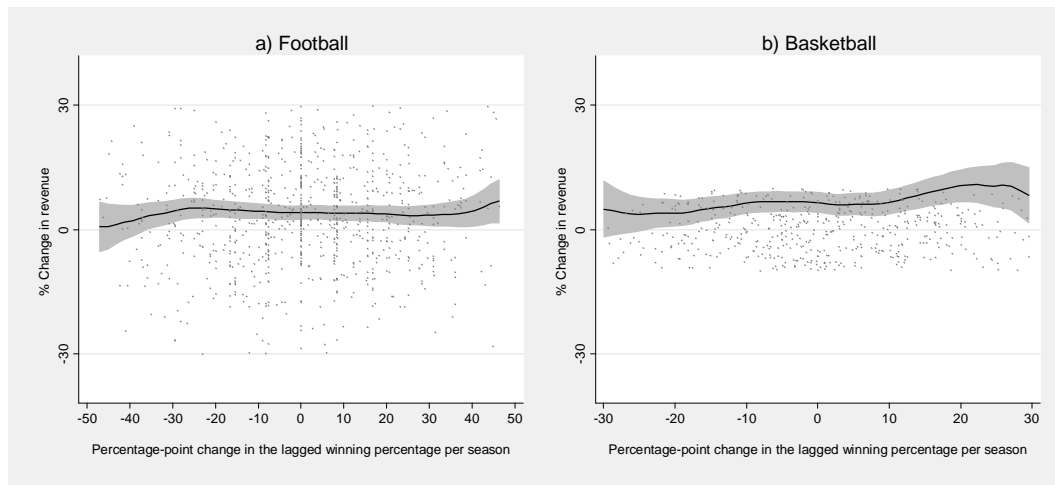 a) Football
30
0
-30
% Change in revenue
-50 -40 -30 -20 -10 0 10 20 30 40 50
Percentage-point change in the lagged winning percentage per season
b) Basketball
30
0
-30
% Change in revenue
-30 -20 -10 0 10 20 30
Percentage-point change in the lagged winning percentage per season